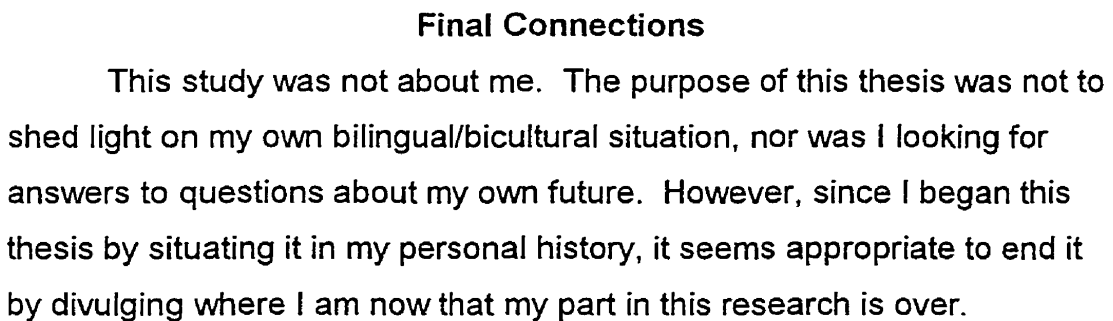 Final Connections
This study was not about me. The purpose of this thesis was not to
shed light on my own bilingual/bicultural situation, nor was I looking for
answers to questions about my own future. However, since I began this
thesis by situating it in my personal history, it seems appropriate to end it
by divulging where I am now that my part in this research is over.